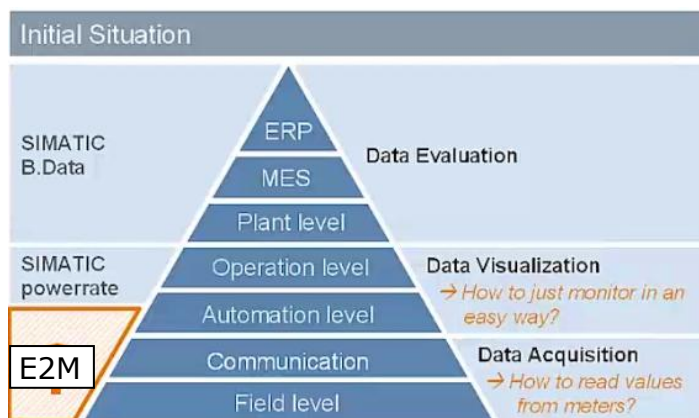 Initial Situation
SIMATIC
B.Data
ERP
MES
Plant level
Data Evaluation
SIMATIC
powerrate
Operation level
Automation level
Data Visualization
→ How to just monitor in an
easy way?
E2M
Communication
Field level
Data Acquisition
→ How to read values
from meters?